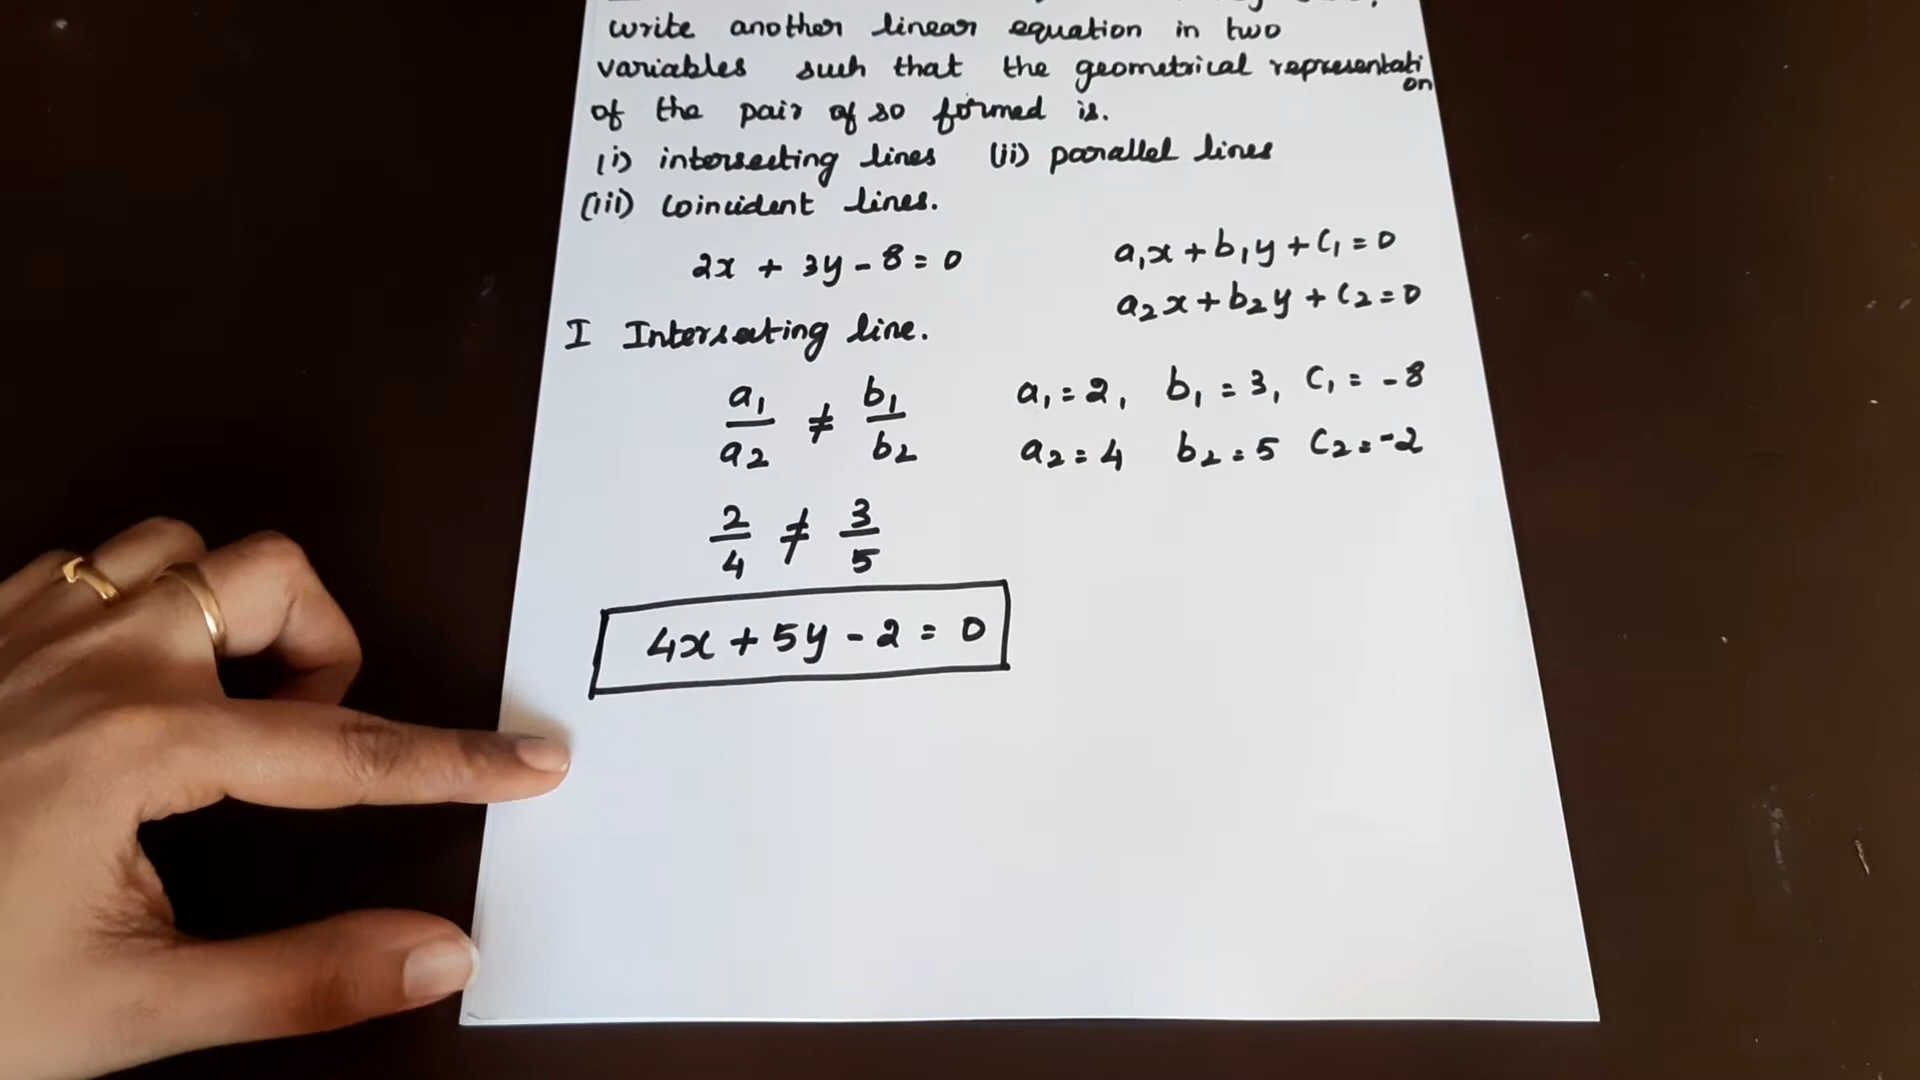 write another linear equation in two
variables such that the geometrical representati
on
of the pair of so formed is.
(i) intersecting lines (ii) parallel lines
(iii) coincident lines.
2x + 3y - 8 = 0
a₁x + b₁y + c₁ = 0
a₂x + b₂y + c₂ = 0
I Intersecting line.
a₁/a₂ ≠ b₁/b₂
a₁ = 2, b₁ = 3, c₁ = -8
a₂ = 4 b₂ = 5 c₂ = -2
2/4 ≠ 3/5
4x + 5y - 2 = 0